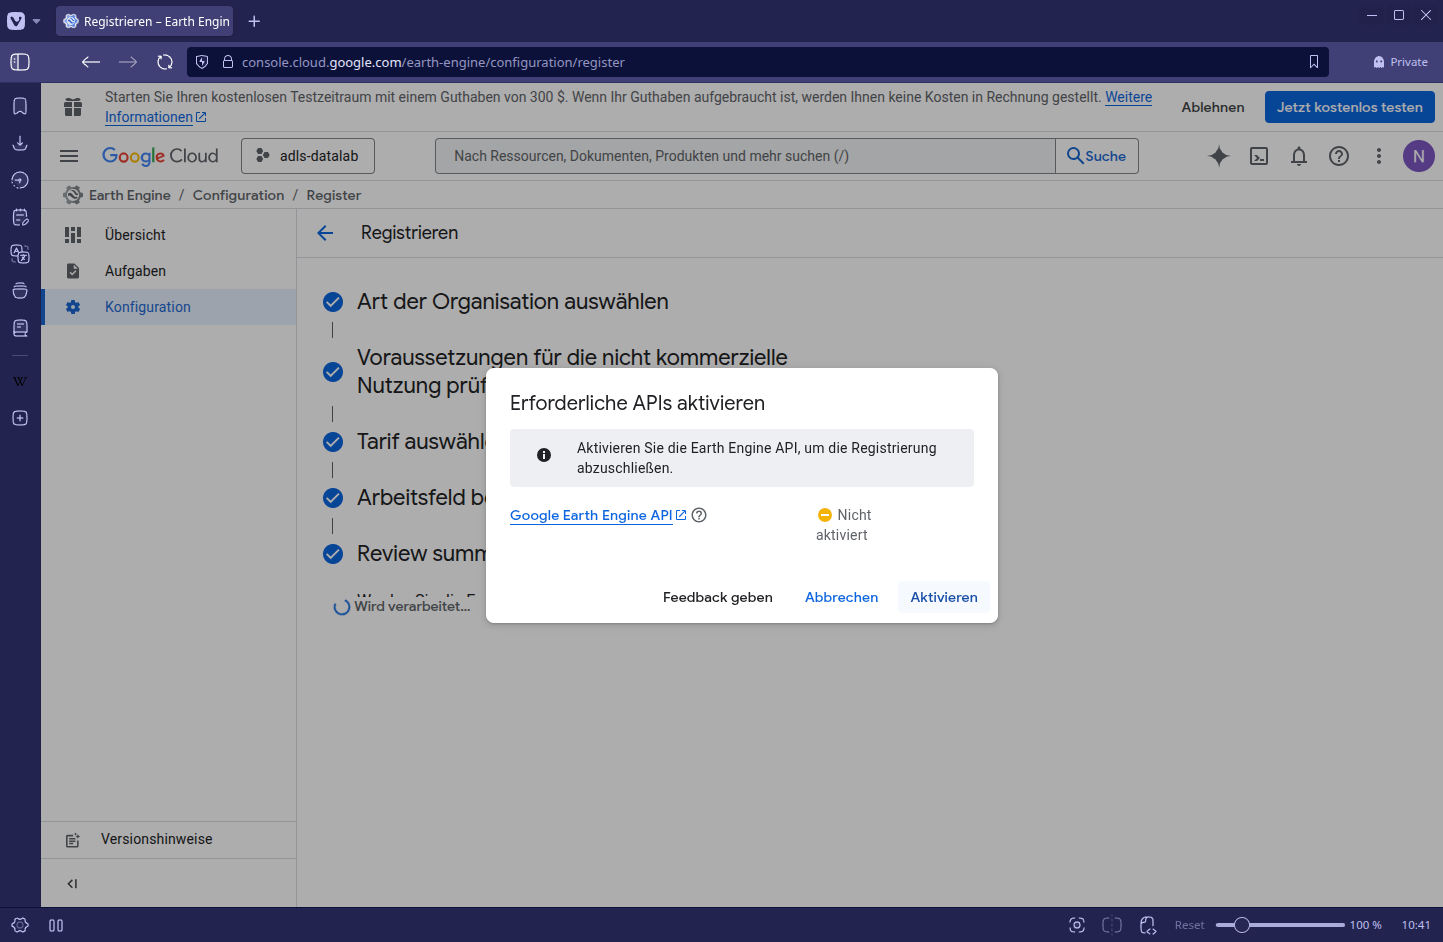 Registrieren – Earth Engin
console.cloud.google.com/earth-engine/configuration/register
Private
Starten Sie Ihren kostenlosen Testzeitraum mit einem Guthaben von 300 $. Wenn Ihr Guthaben aufgebraucht ist, werden Ihnen keine Kosten in Rechnung gestellt. Weitere
Informationen
Ablehnen
Jetzt kostenlos testen
Google Cloud
adls-datalab
Nach Ressourcen, Dokumenten, Produkten und mehr suchen (/)
Suche
N
Earth Engine / Configuration / Register
Übersicht
Aufgaben
Konfiguration
Registrieren
Art der Organisation auswählen
Voraussetzungen für die nicht kommerzielle
Nutzung prüf
Tarif auswähl
Arbeitsfeld be
Review summ
Wird verarbeitet...
Erforderliche APIs aktivieren
Aktivieren Sie die Earth Engine API, um die Registrierung
abzuschließen.
Google Earth Engine API
Nicht
aktiviert
Feedback geben
Abbrechen
Aktivieren
Versionshinweise
W
Reset
100 %
10:41